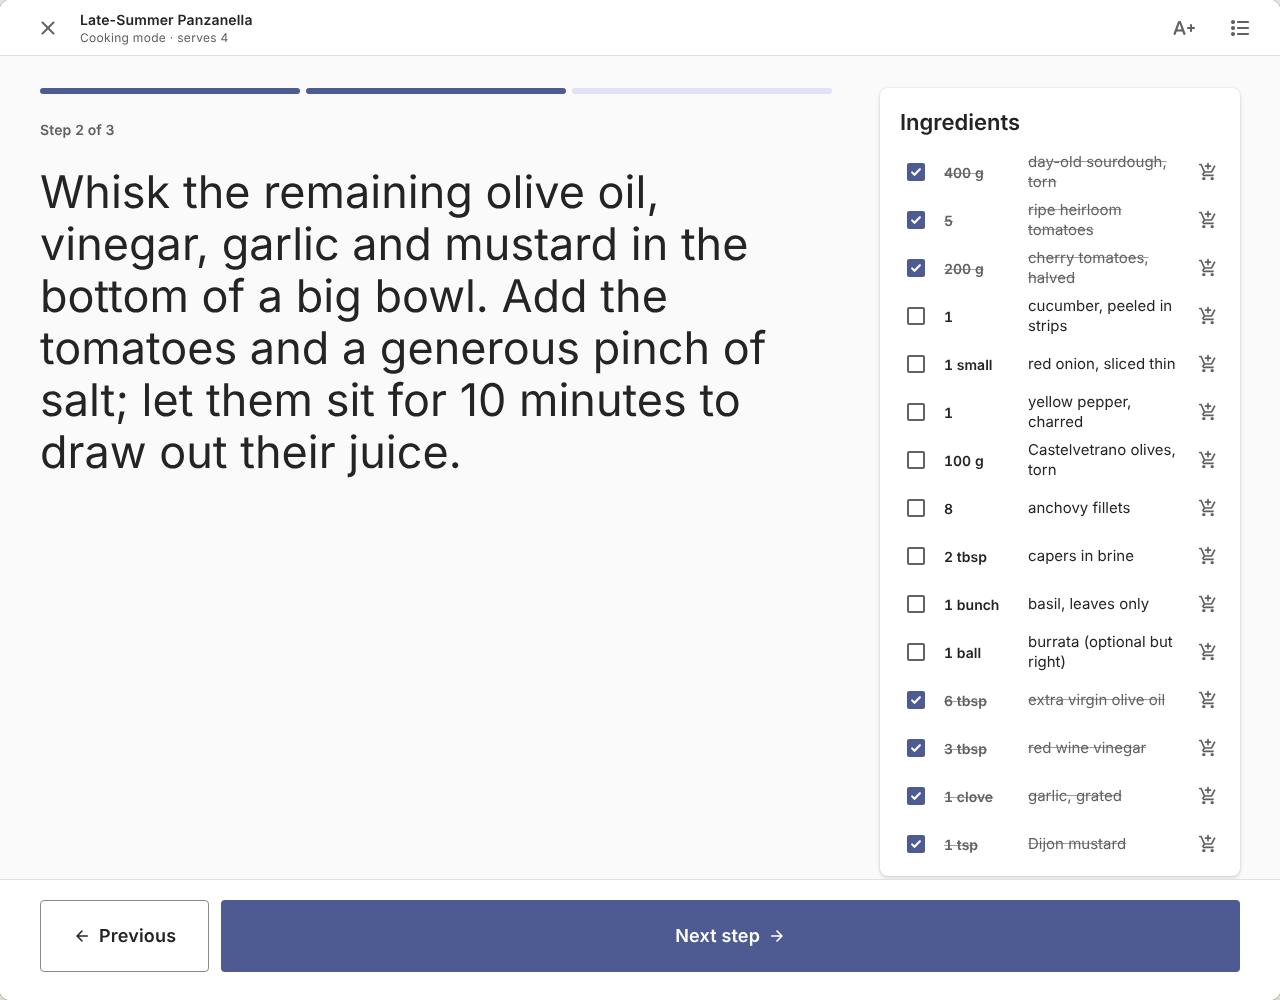 Late-Summer Panzanella
Cooking mode · serves 4
A+
Step 2 of 3
Whisk the remaining olive oil,
vinegar, garlic and mustard in the
bottom of a big bowl. Add the
tomatoes and a generous pinch of
salt; let them sit for 10 minutes to
draw out their juice.
Ingredients
400 g day-old sourdough,
torn
5 ripe heirloom
tomatoes
200 g cherry tomatoes,
halved
1 cucumber, peeled in
strips
1 small red onion, sliced thin
1 yellow pepper,
charred
100 g Castelvetrano olives,
torn
8 anchovy fillets
2 tbsp capers in brine
1 bunch basil, leaves only
1 ball burrata (optional but
right)
6 tbsp extra virgin olive oil
3 tbsp red wine vinegar
1 clove garlic, grated
1 tsp Dijon mustard
← Previous
Next step →